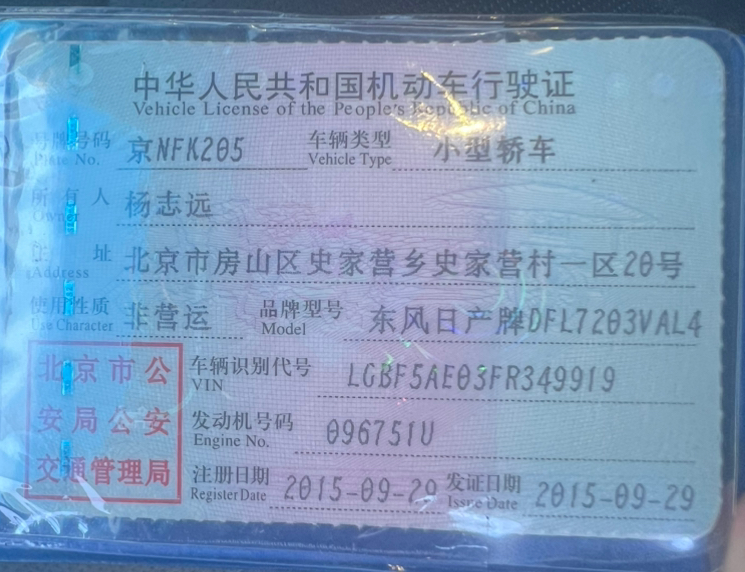 中华人民共和国机动车行驶证
Vehicle License of the People's Republic of China
号牌号码 京NFK205 车辆类型 小型轿车
Plate No. Vehicle Type
所有人 杨志远
Owner
住址 北京市房山区史家营乡史家营村一区20号
Address
使用性质 非营运 品牌型号 东风日产牌DFL7203VAL4
Use Character Model
北京市公 车辆识别代号 LGBF5AE03FR349919
VIN
安局公安 发动机号码 096751U
Engine No.
交通管理局 注册日期 2015-09-29 发证日期 2015-09-29
Register Date Issue Date